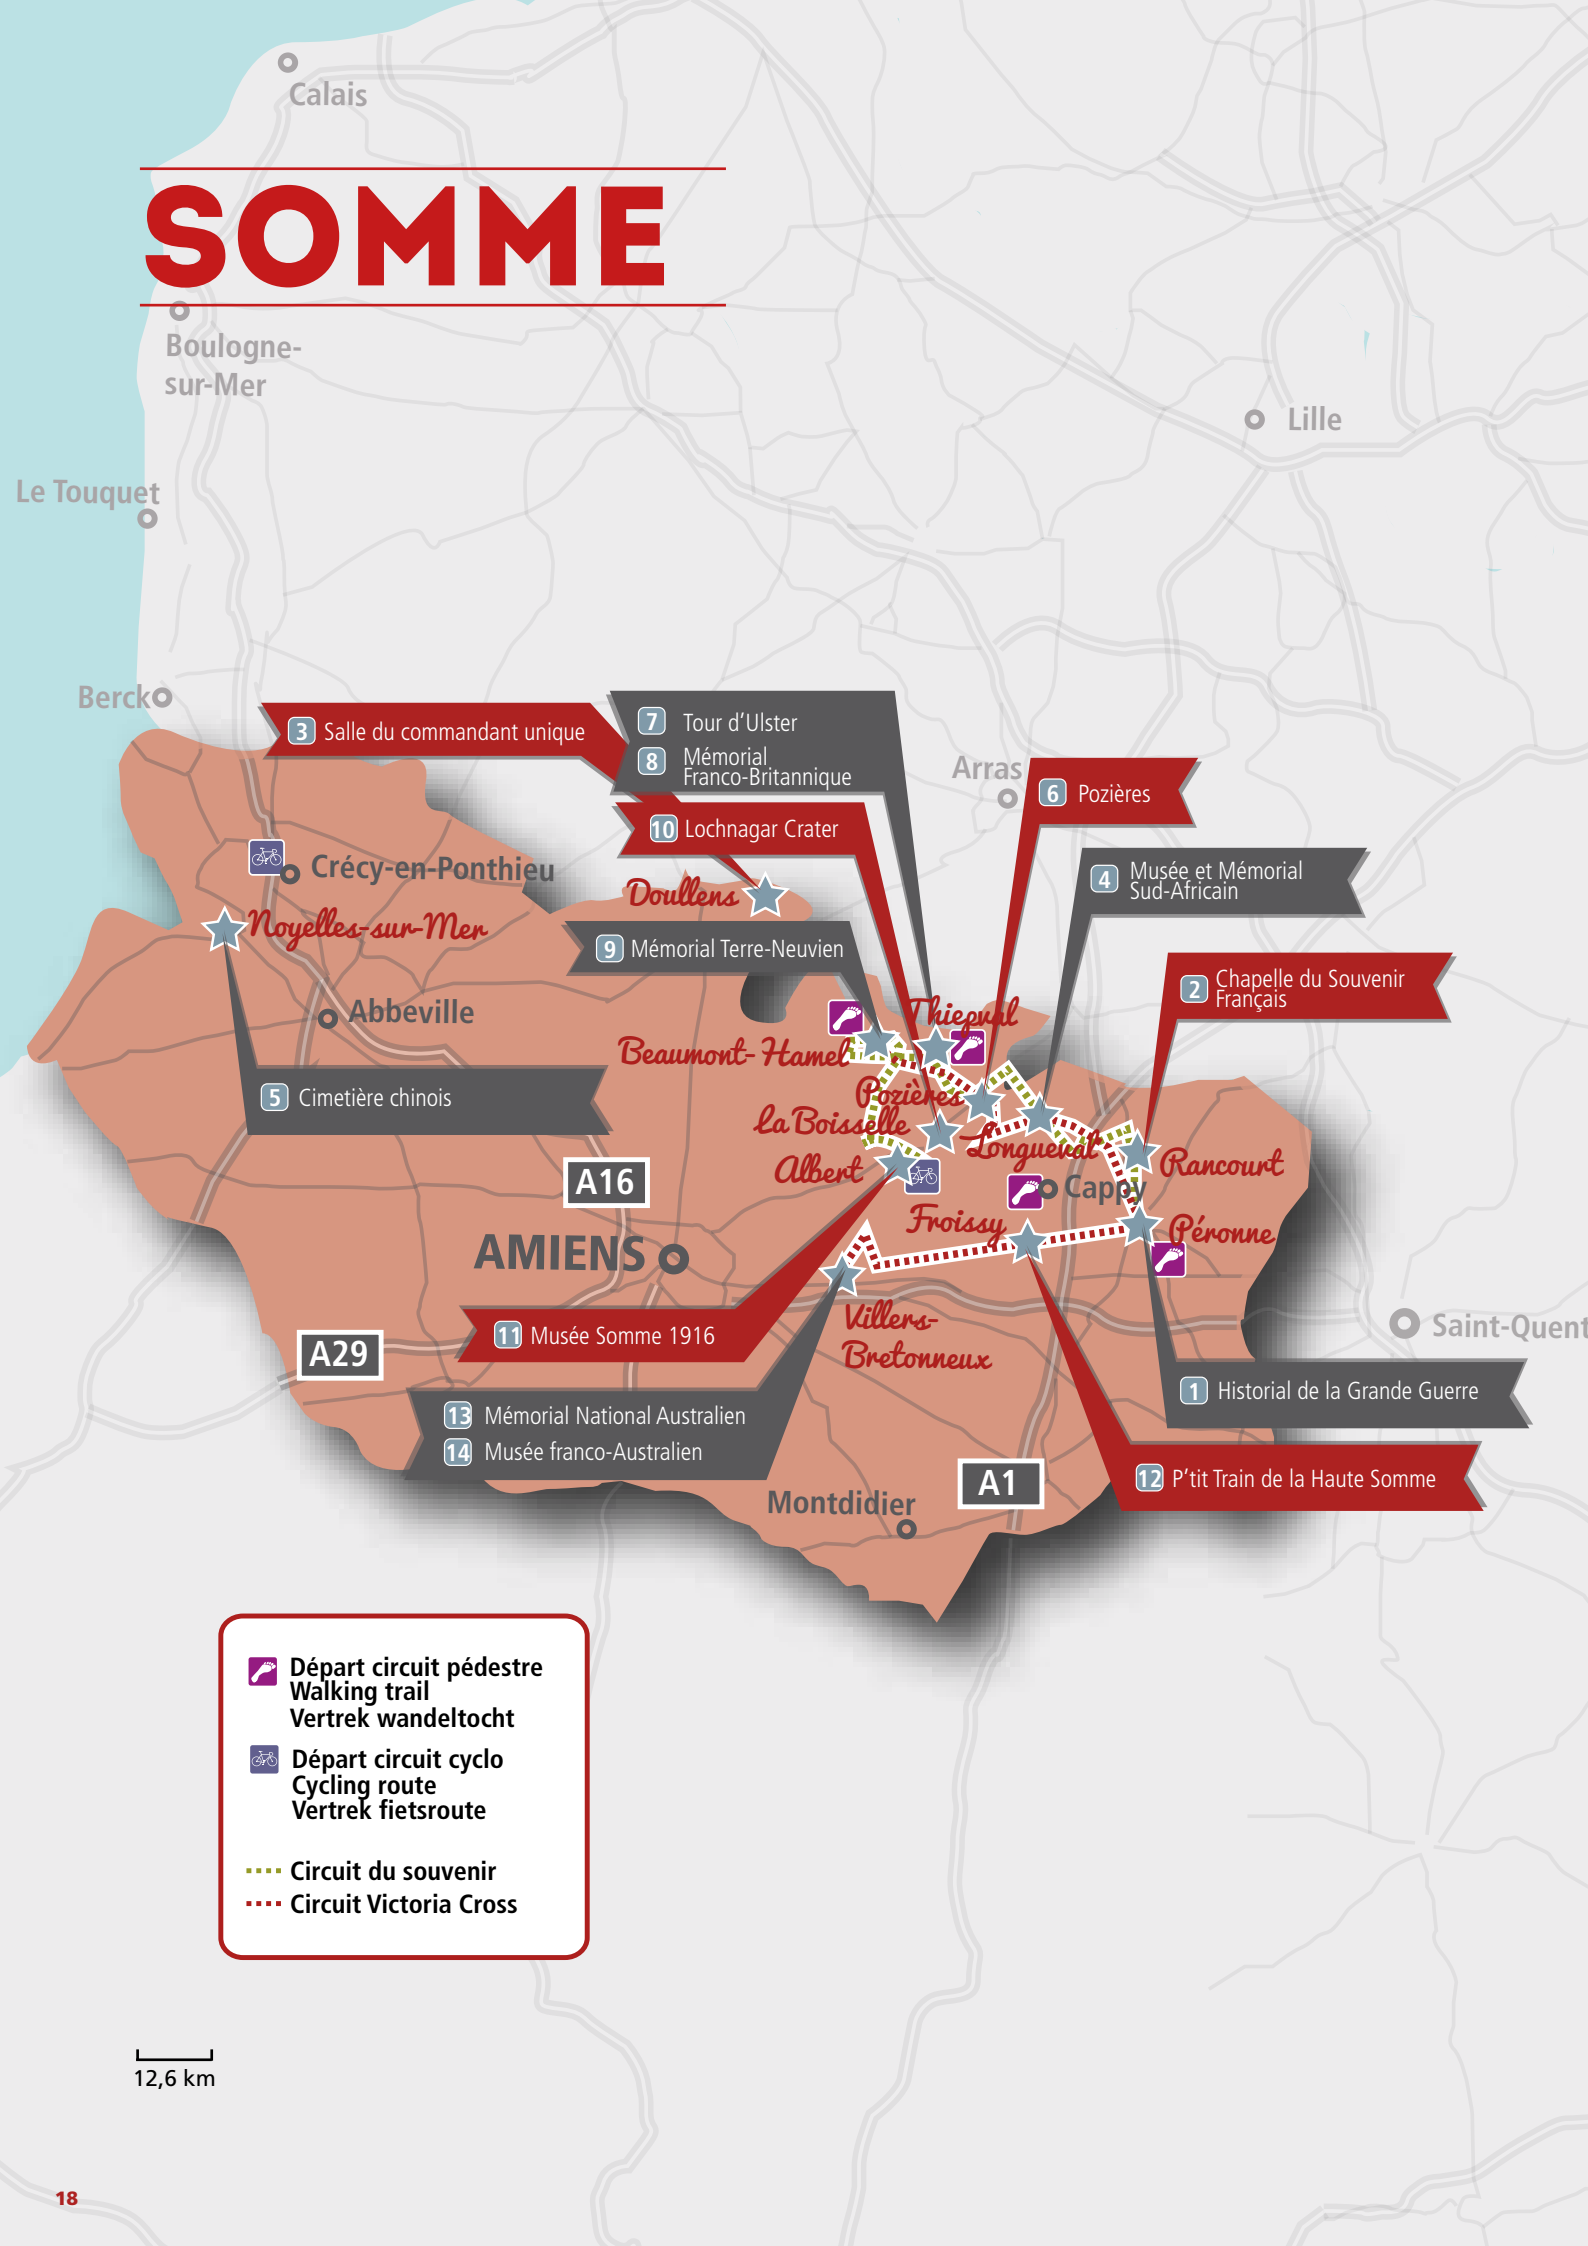 Calais
SOMME
Boulogne-
sur-Mer
Lille
Le Touquet
Berck
3 Salle du commandant unique
7 Tour d’Ulster
8 Mémorial
Franco-Britannique
Arras
6 Pozières
10 Lochnagar Crater
4 Musée et Mémorial
Sud-Africain
Crécy-en-Ponthieu
Doullens
Noyelles-sur-Mer
9 Mémorial Terre-Neuvien
2 Chapelle du Souvenir
Français
Abbeville
Thiepval
Beaumont-Hamel
Pozières
5 Cimetière chinois
La Boisselle
Longueval
Albert
Rancourt
A16
Cappy
Froissy
Péronne
AMIENS
Villers-
Bretonneux
Saint-Quent
11 Musée Somme 1916
A29
1 Historial de la Grande Guerre
13 Mémorial National Australien
14 Musée franco-Australien
A1
12 P’tit Train de la Haute Somme
Montdidier
Départ circuit pédestre
Walking trail
Vertrek wandeltocht
Départ circuit cyclo
Cycling route
Vertrek fietsroute
Circuit du souvenir
Circuit Victoria Cross
12,6 km
18